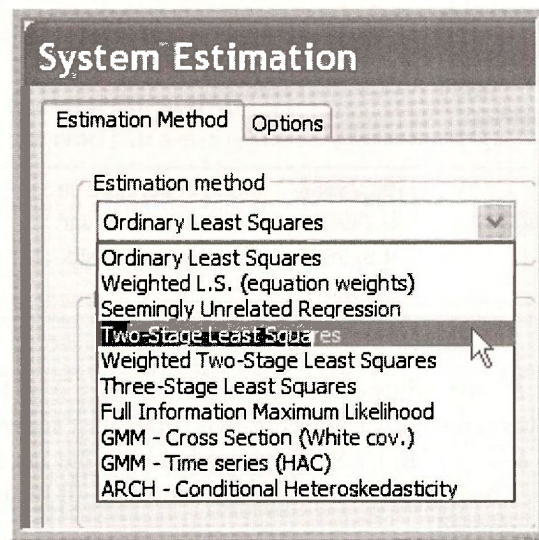 System Estimation
Estimation Method
Options
Estimation method
Ordinary Least Squares
Ordinary Least Squares
Weighted L.S. (equation weights)
Seemingly Unrelated Regression
Two-Stage Least Squares
Weighted Two-Stage Least Squares
Three-Stage Least Squares
Full Information Maximum Likelihood
GMM - Cross Section (White cov.)
GMM - Time series (HAC)
ARCH - Conditional Heteroskedasticity